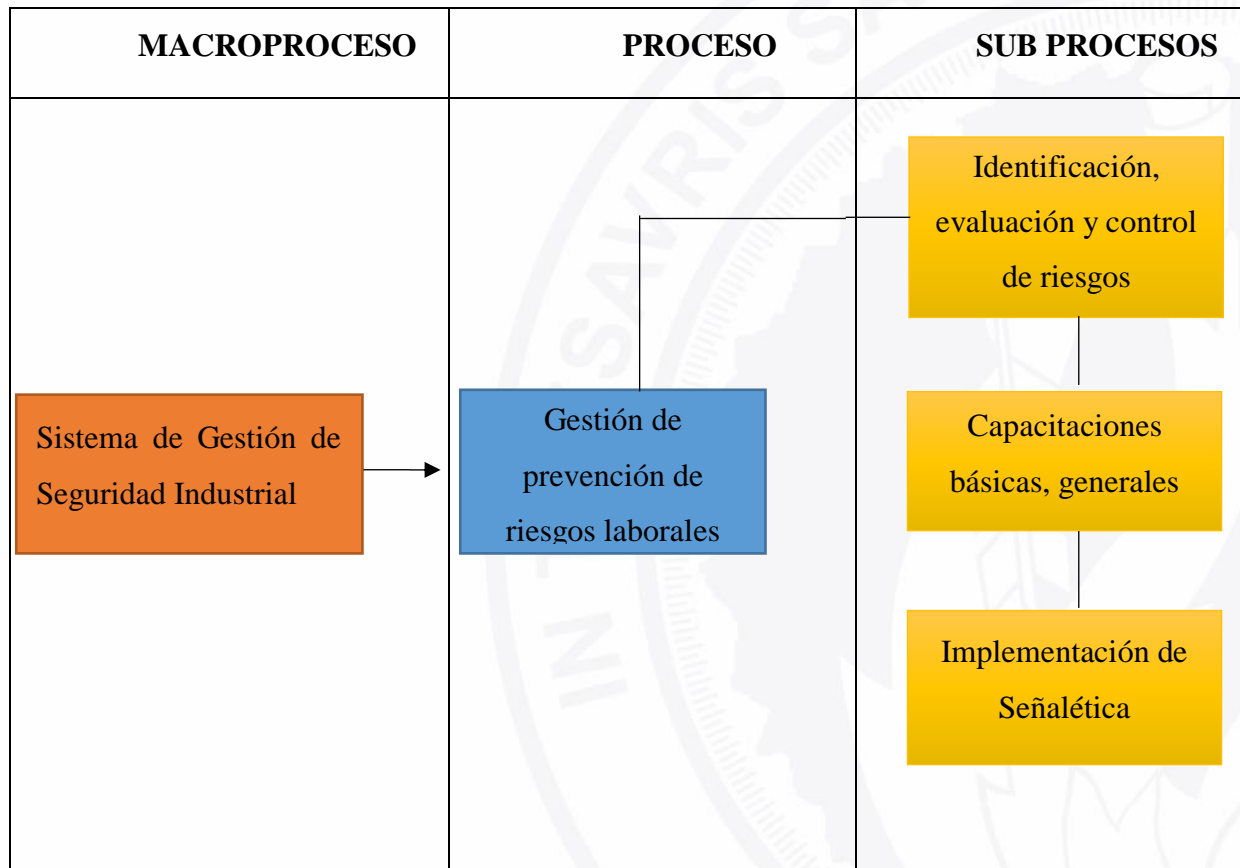 MACROPROCESO
PROCESO
SUB PROCESOS
Sistema de Gestión de
Seguridad Industrial
Gestión de
prevención de
riesgos laborales
Identificación,
evaluación y control
de riesgos
Capacitaciones
básicas, generales
Implementación de
Señalética